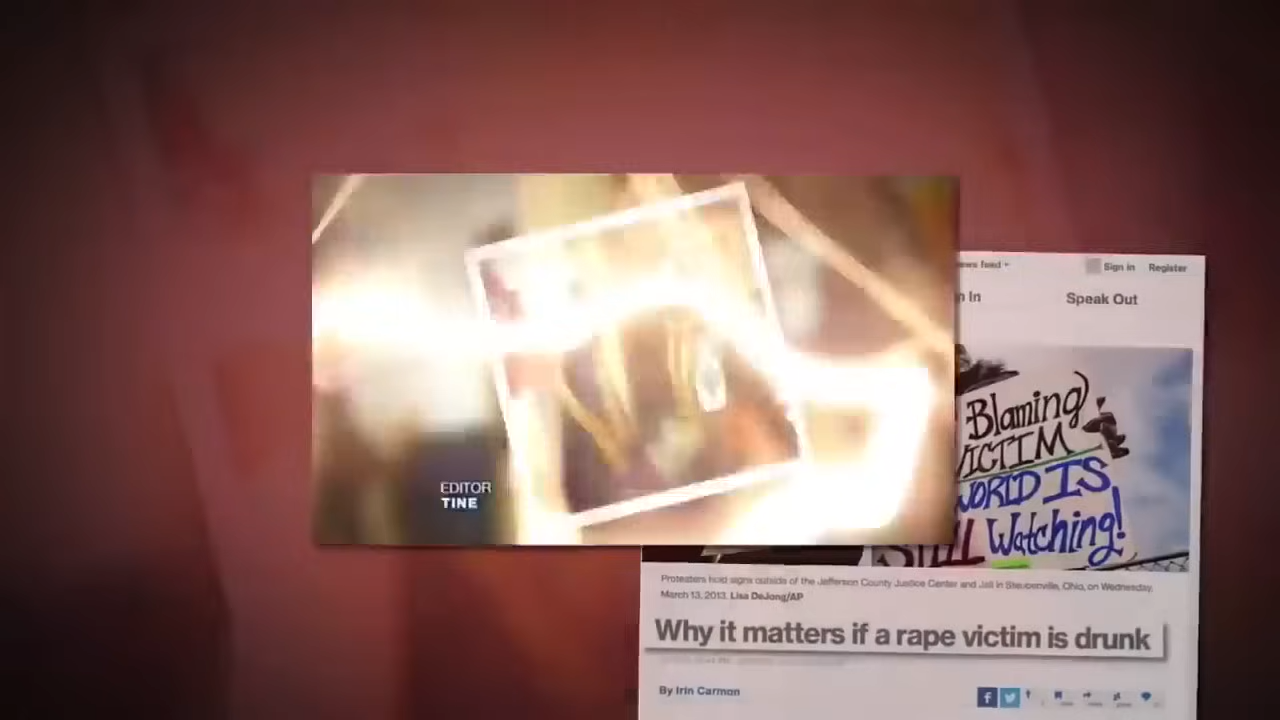 EDITOR
TINE
feed
Sign in Register
In
Speak Out
Blaming
VICTIM
WORLD IS
STILL Watching!
Protesters hold signs outside of the Jefferson County Justice Center and Jail in Steubenville, Ohio, on Wednesday,
March 13, 2013. Lisa DeJong/AP
Why it matters if a rape victim is drunk
By Irin Carmon